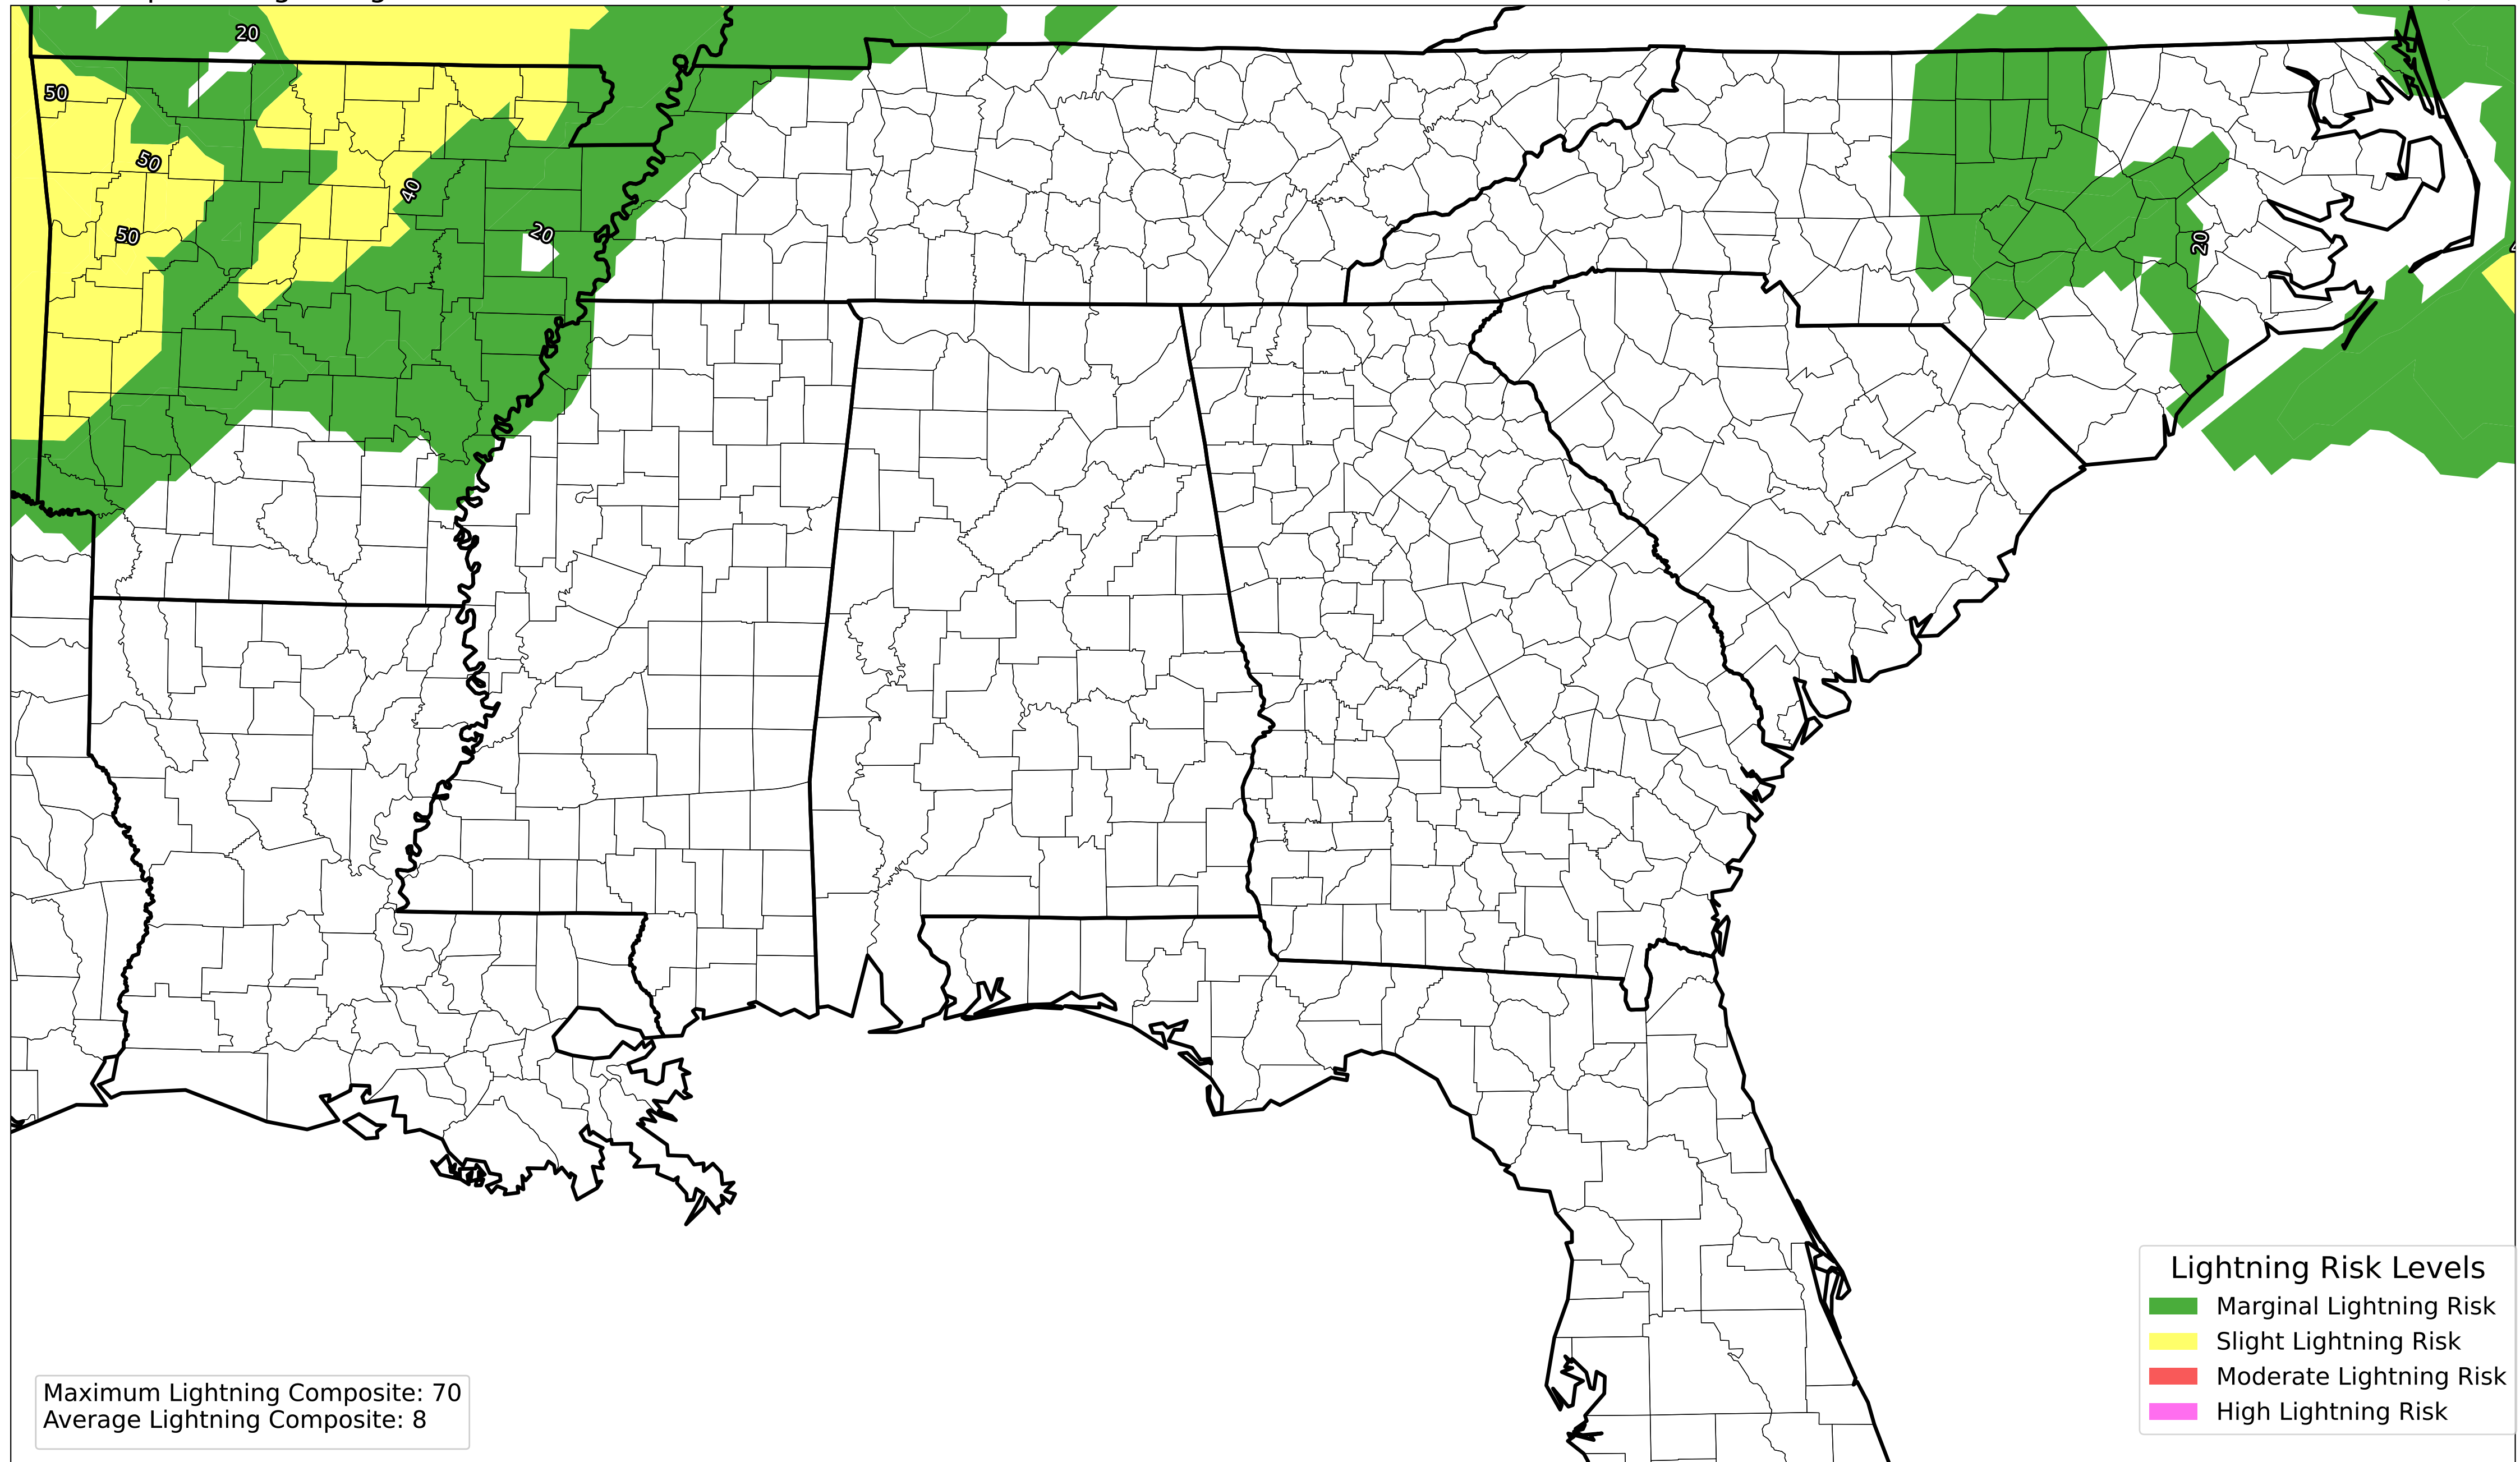 20
50
50
40
50
20
20
Lightning Risk Levels
Marginal Lightning Risk
Slight Lightning Risk
Moderate Lightning Risk
High Lightning Risk
Maximum Lightning Composite: 70
Average Lightning Composite: 8